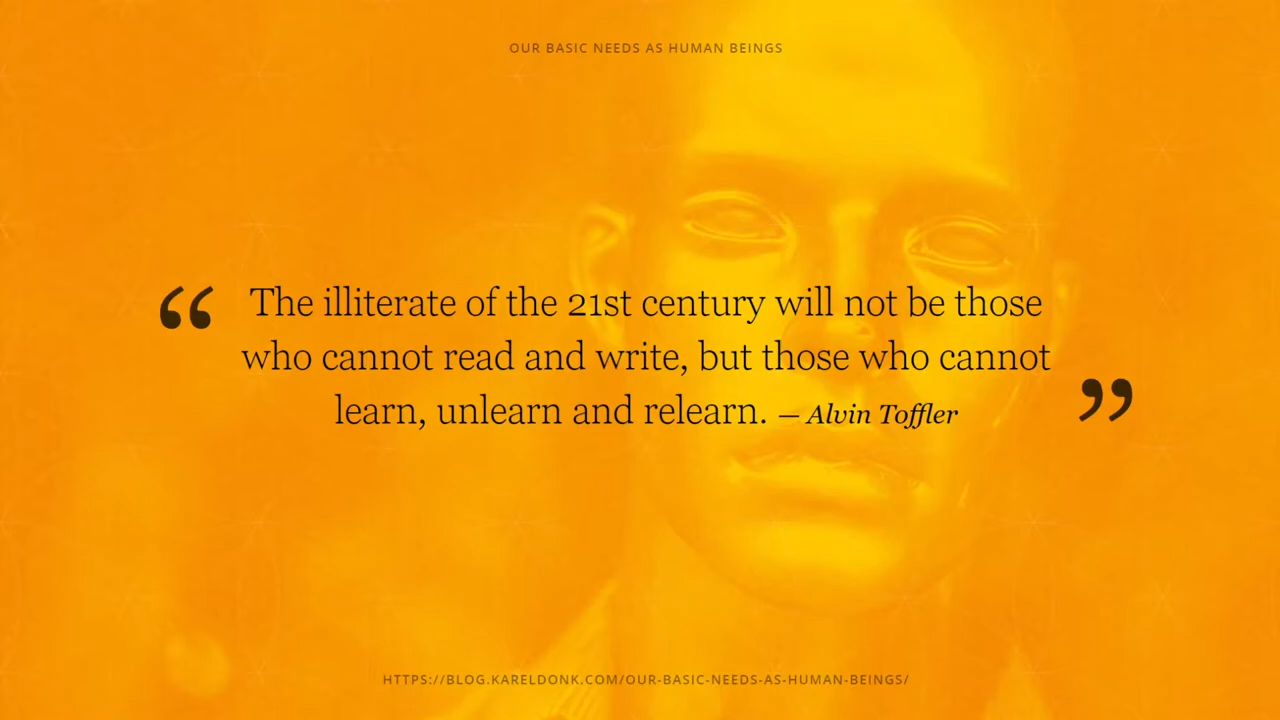 OUR BASIC NEEDS AS HUMAN BEINGS
“ The illiterate of the 21st century will not be those
who cannot read and write, but those who cannot
learn, unlearn and relearn. — Alvin Toffler ”
HTTPS://BLOG.KARELDONK.COM/OUR-BASIC-NEEDS-AS-HUMAN-BEINGS/